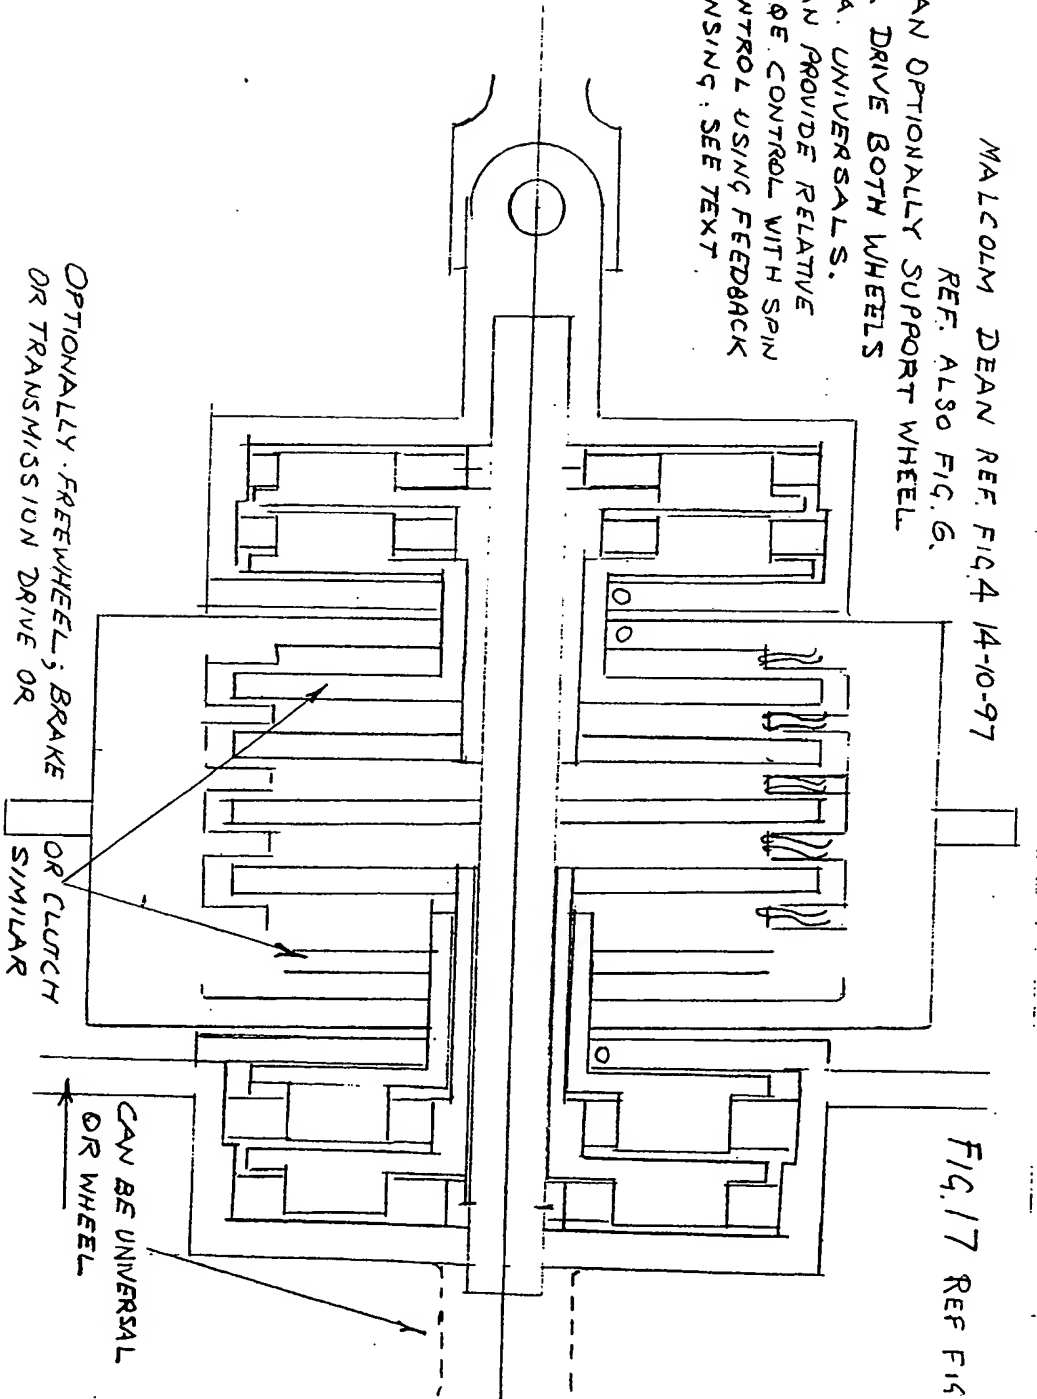 MALCOLM DEAN REF. FIG.4 14-10-97
REF. ALSO FIG. 6.
AN OPTIONALLY SUPPORT WHEEL
DRIVE BOTH WHEELS
A. UNIVERSALS.
AN PROVIDE RELATIVE
CONTROL WITH SPIN
NTROL USING FEEDBACK
NSING: SEE TEXT
FIG.17 REF FIG
OPTIONALLY. FREEWHEEL; BRAKE OR CLUTCH
OR TRANSMISSION DRIVE OR SIMILAR
CAN BE UNIVERSAL
OR WHEEL